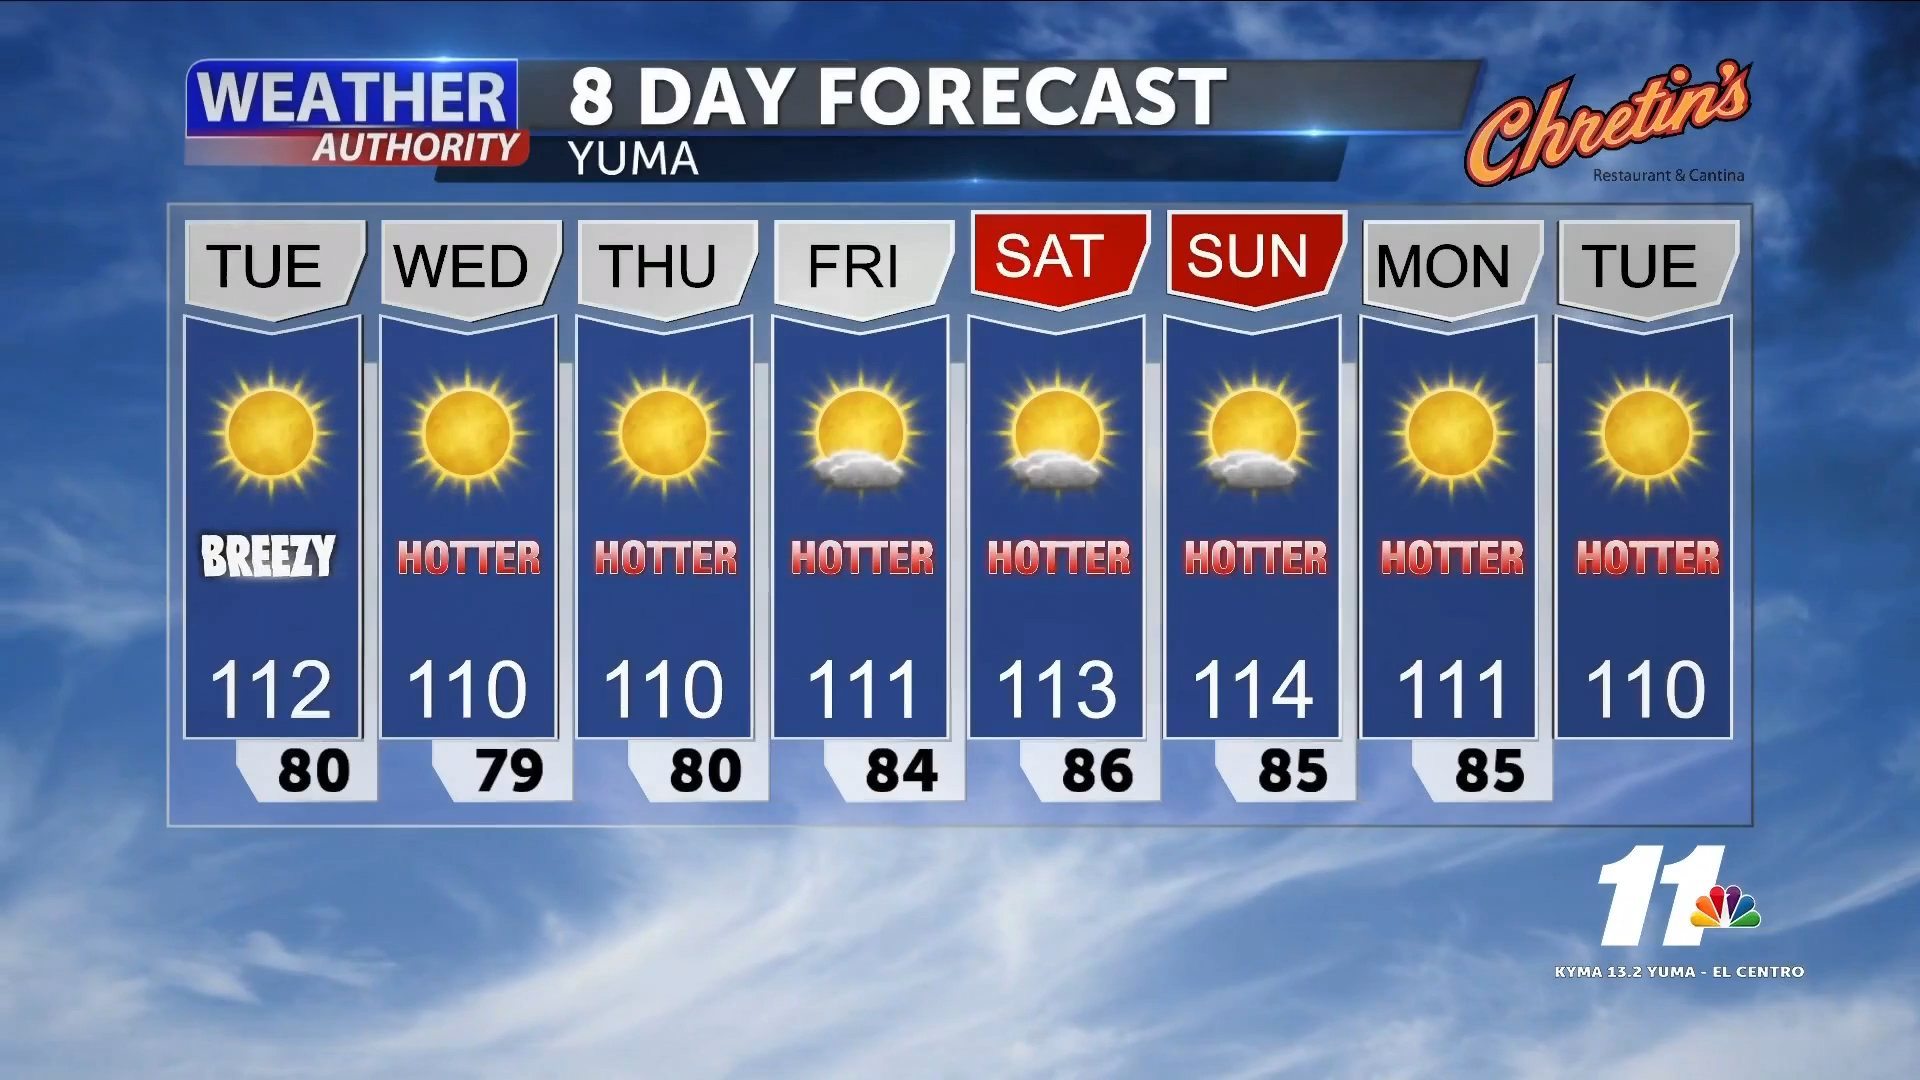 WEATHER
AUTHORITY
8 DAY FORECAST
YUMA
Chretin's
Restaurant & Cantina
TUE WED THU FRI SAT SUN MON TUE
BREEZY HOTTER HOTTER HOTTER HOTTER HOTTER HOTTER HOTTER
112 110 110 111 113 114 111 110
80 79 80 84 86 85 85
11
KYMA 13.2 YUMA - EL CENTRO